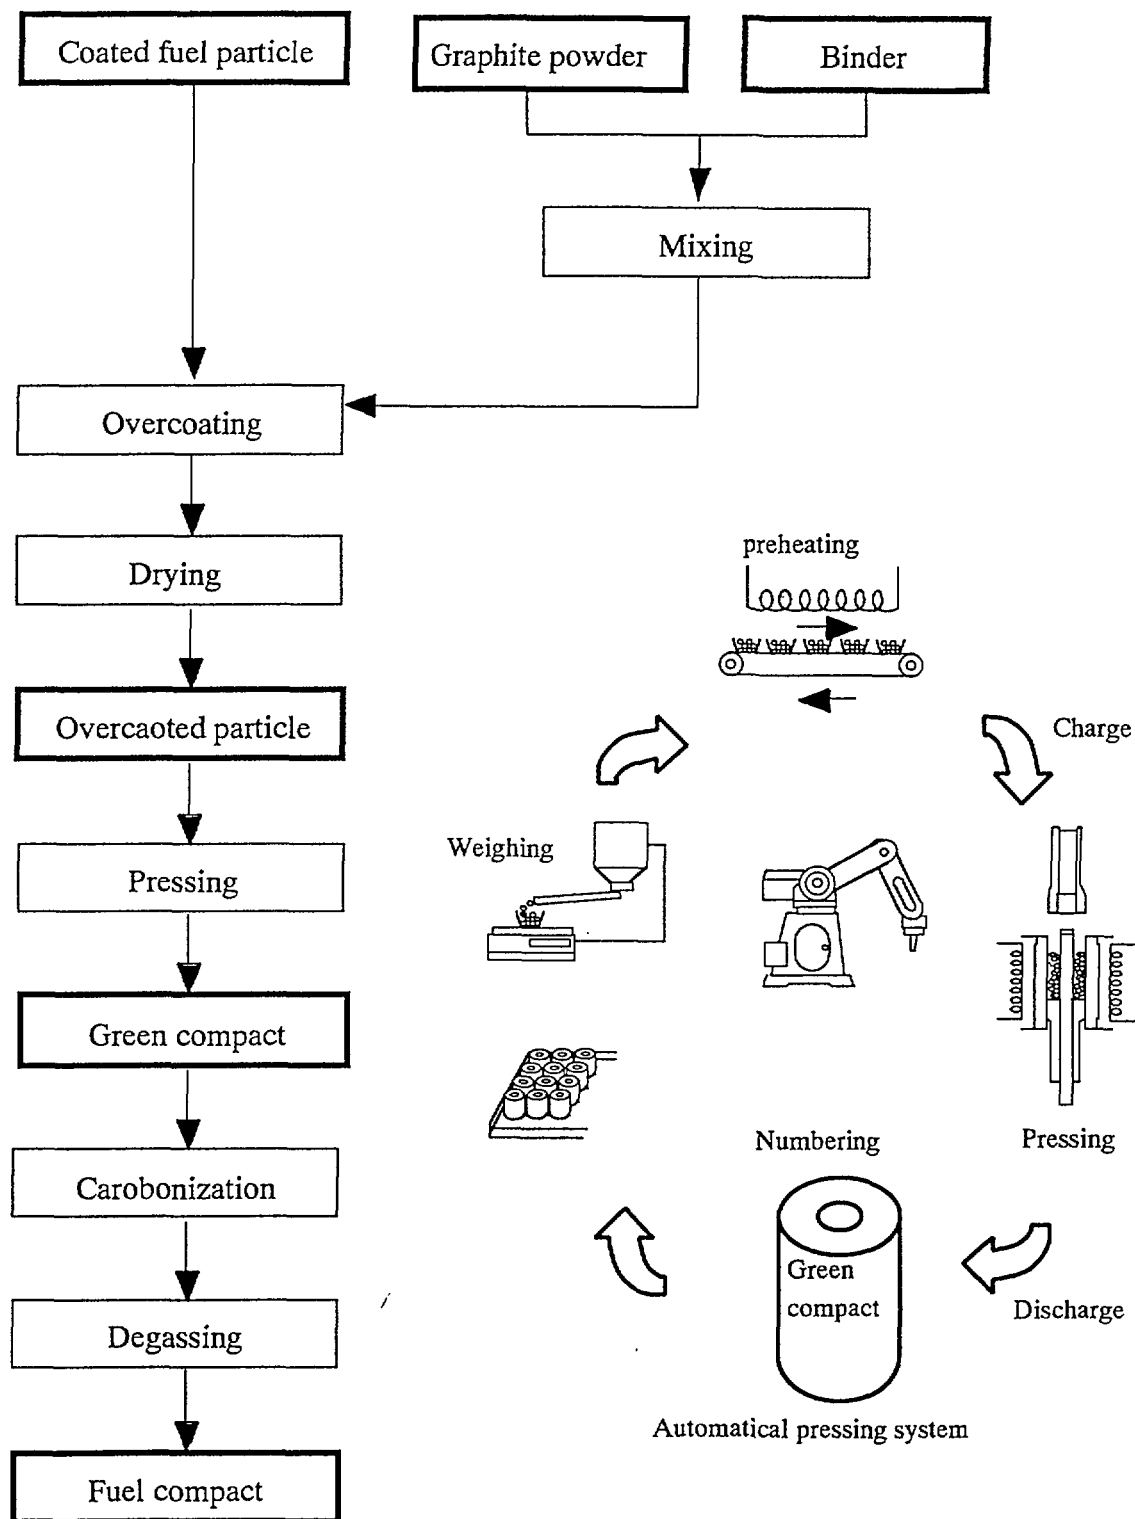 Coated fuel particle
Graphite powder
Binder
Mixing
Overcoating
Drying
Overcaoted particle
Pressing
Green compact
Carobonization
Degassing
Fuel compact
preheating
Charge
Weighing
Pressing
Numbering
Green
compact
Discharge
Automatical pressing system